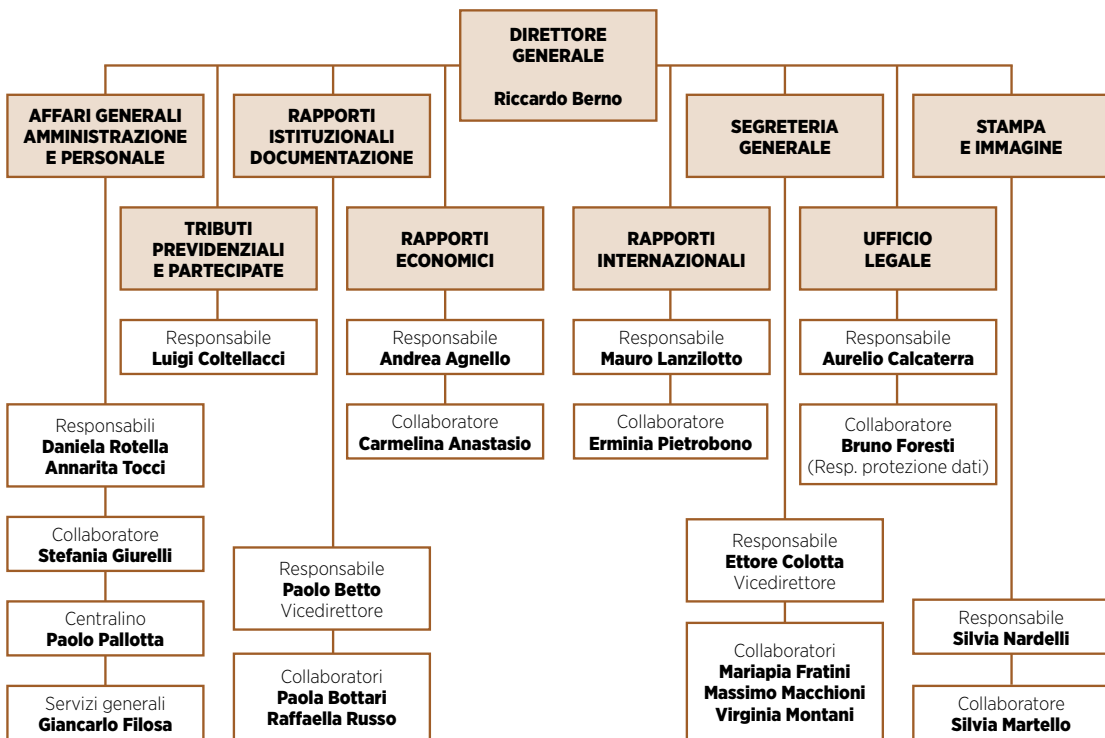 DIRETTORE
GENERALE
Riccardo Berno
AFFARI GENERALI
AMMINISTRAZIONE
E PERSONALE
RAPPORTI
ISTITUZIONALI
DOCUMENTAZIONE
SEGRETERIA
GENERALE
STAMPA
E IMMAGINE
TRIBUTI
PREVIDENZIALI
E PARTECIPATE
RAPPORTI
ECONOMICI
RAPPORTI
INTERNAZIONALI
UFFICIO
LEGALE
Responsabile
Luigi Coltellacci
Responsabile
Andrea Agnello
Responsabile
Mauro Lanzilotto
Responsabile
Aurelio Calcaterra
Responsabili
Daniela Rotella
Annarita Tocci
Collaboratore
Carmelina Anastasio
Collaboratore
Erminia Pietrobono
Collaboratore
Bruno Foresti
(Resp. protezione dati)
Collaboratore
Stefania Giurelli
Responsabile
Paolo Betto
Vicedirettore
Responsabile
Ettore Colotta
Vicedirettore
Centralino
Paolo Pallotta
Responsabile
Silvia Nardelli
Servizi generali
Giancarlo Filosa
Collaboratori
Paola Bottari
Raffaella Russo
Collaboratori
Mariapia Fratini
Massimo Macchioni
Virginia Montani
Collaboratore
Silvia Martello